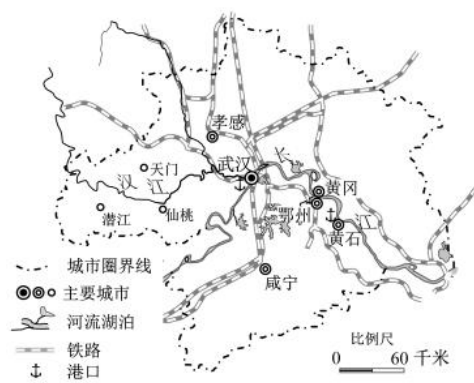 孝感
天门
武汉
长
汉
江
黄冈
鄂州
潜江
仙桃
黄石
江
咸宁
城市圈界线
主要城市
河流湖泊
铁路
港口
比例尺
0 60 千米